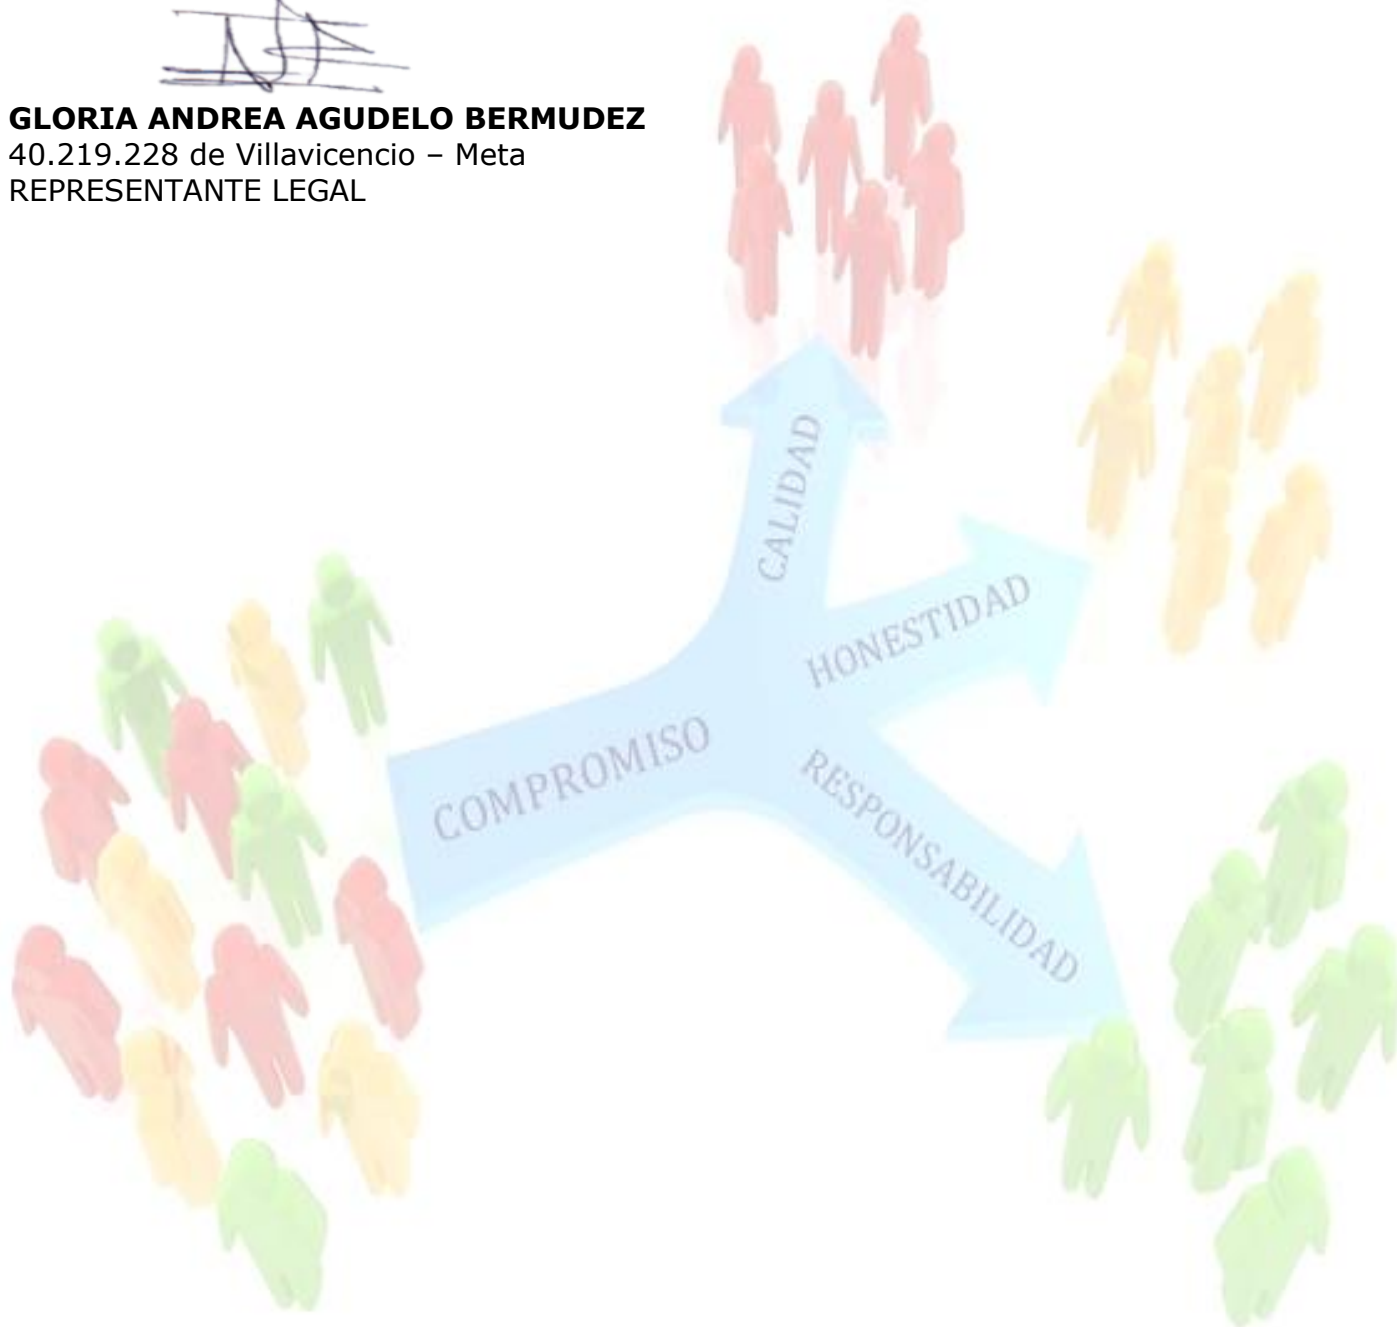 GLORIA ANDREA AGUDELO BERMUDEZ
40.219.228 de Villavicencio – Meta
REPRESENTANTE LEGAL
CALIDAD
HONESTIDAD
COMPROMISO
RESPONSABILIDAD